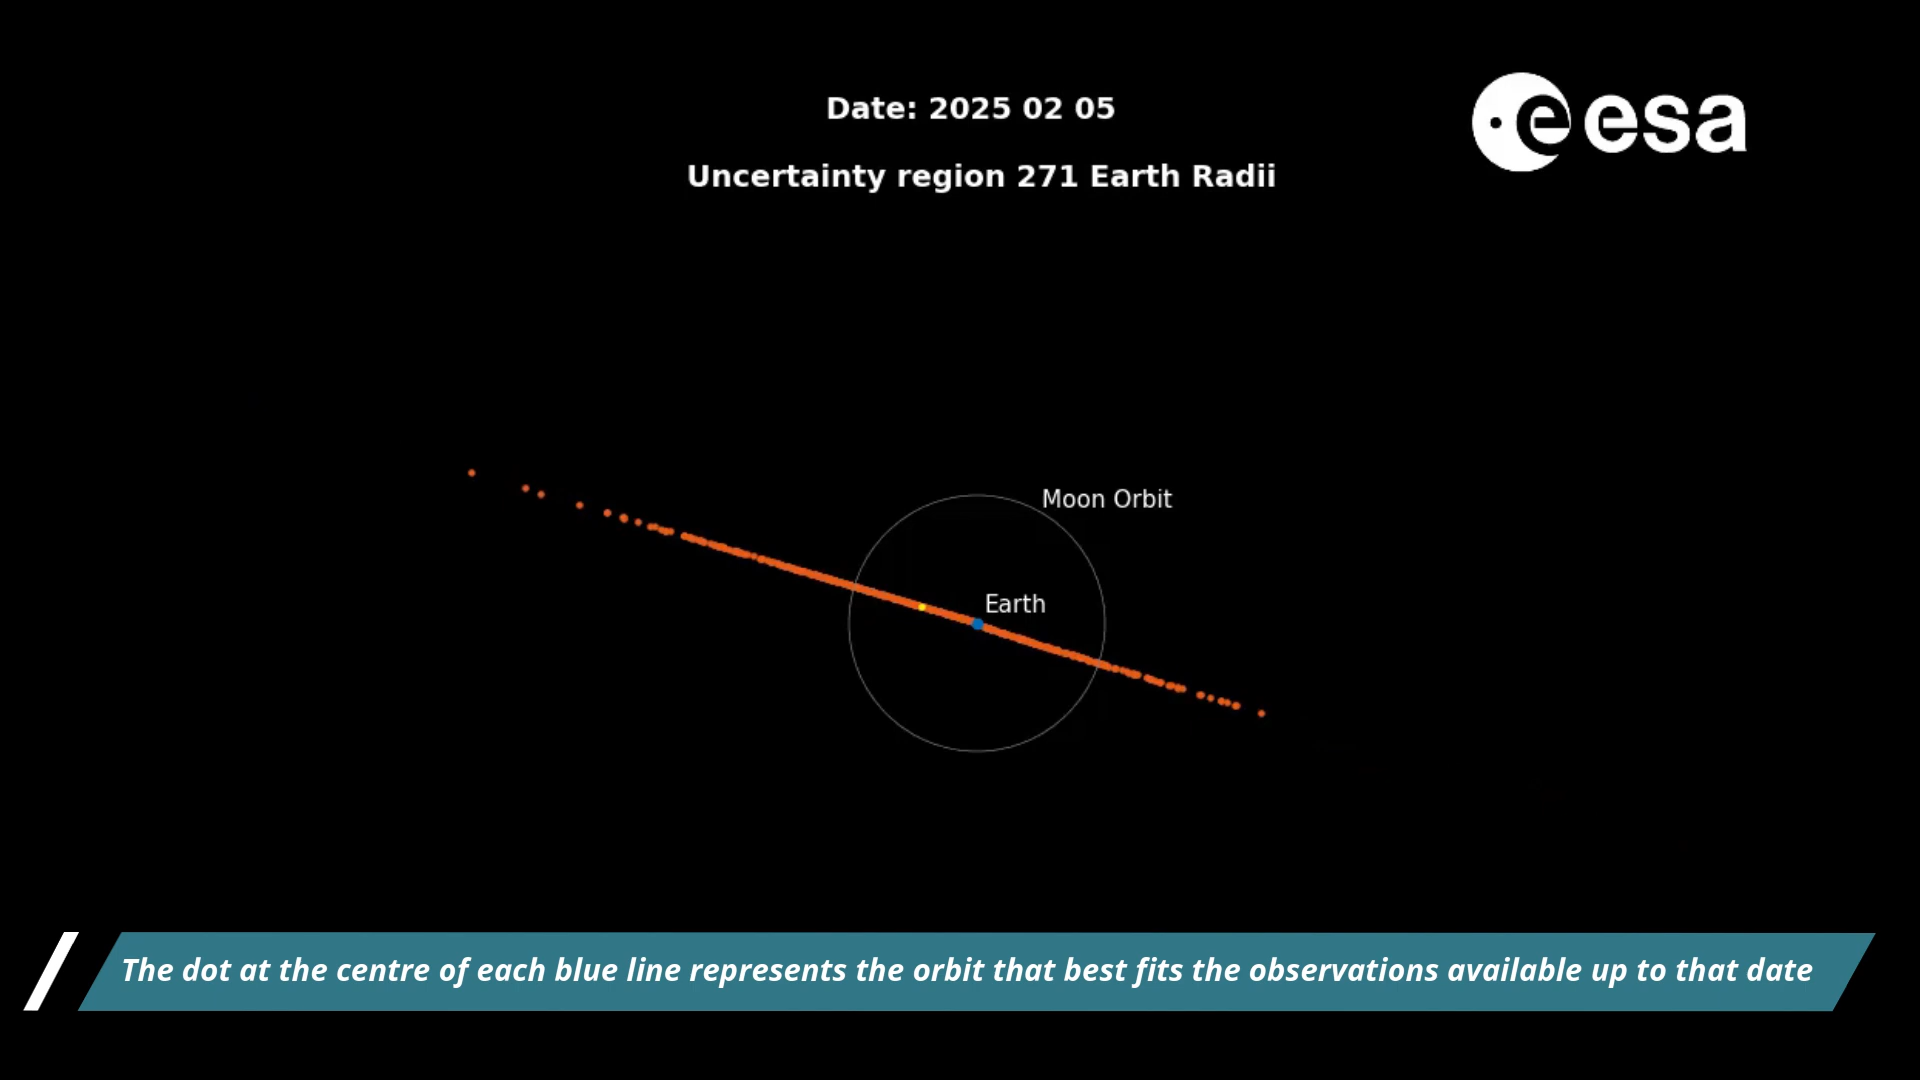 Date: 2025 02 05
esa
Uncertainty region 271 Earth Radii
Moon Orbit
Earth
The dot at the centre of each blue line represents the orbit that best fits the observations available up to that date